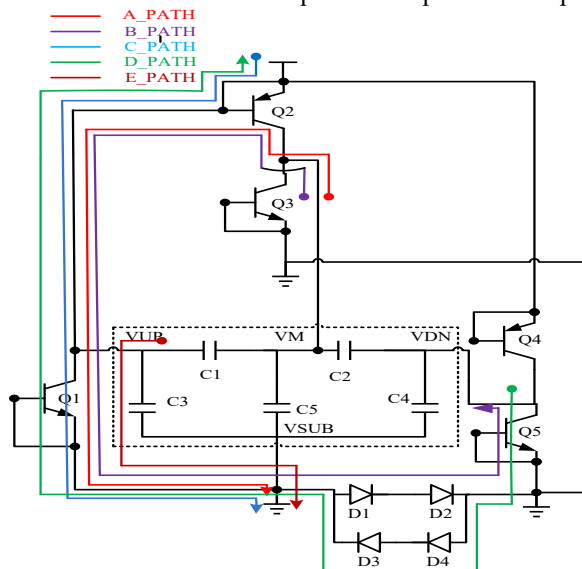 A_PATH
B_PATH
C_PATH
D_PATH
E_PATH
Q2
Q3
VUP
VM
VDN
Q4
C1
C2
Q1
C3
C5
C4
VSUB
Q5
D1
D2
D3
D4